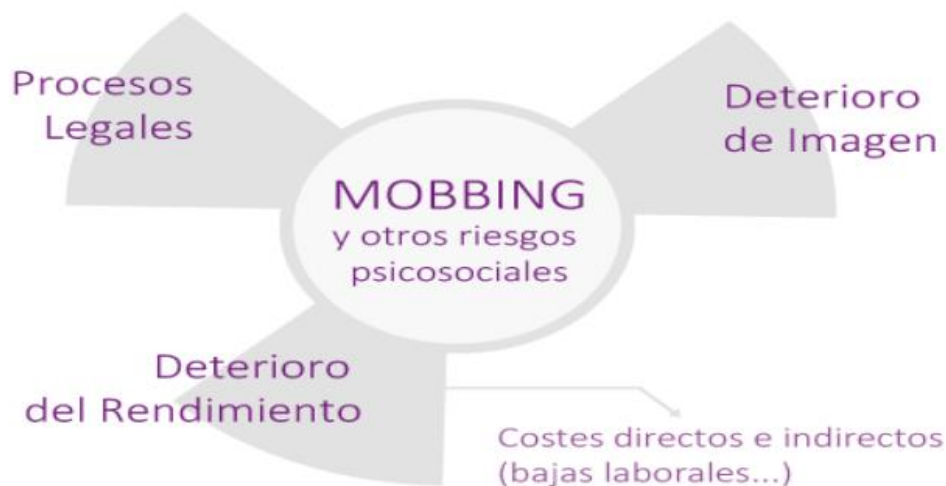 Procesos
Legales
Deterioro
de Imagen
MOBBING
y otros riesgos
psicosociales
Deterioro
del Rendimiento
Costes directos e indirectos
(bajas laborales...)